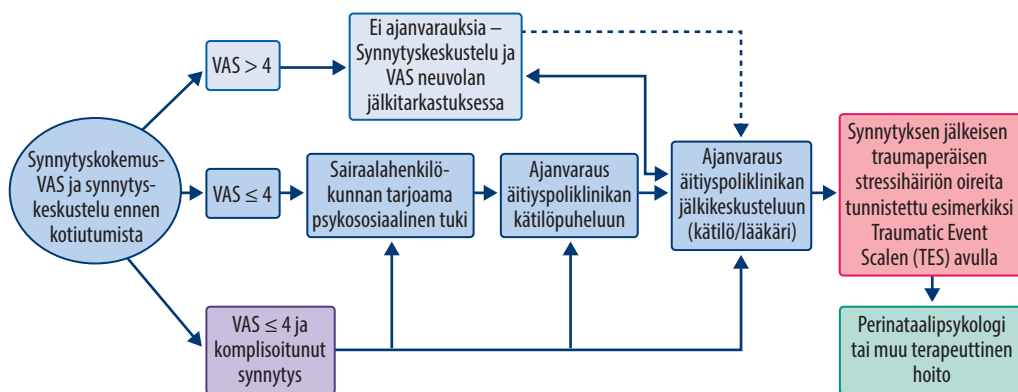 Synnytyskokemus-
VAS ja synnytys-
keskustelu ennen
kotiutumista
VAS > 4
Ei ajanvarauksia –
Synnytyskeskustelu ja
VAS neuvolan
jälkitarkastuksessa
VAS ≤ 4
Sairaalahenkilö-
kunnan tarjoama
psykososiaalinen tuki
Ajanvaraus
äitiyspoliklinikan
kätilöpuheluun
Ajanvaraus
äitiyspoliklinikan
jälkikeskusteluun
(kätilö/lääkäri)
Synnytyksen jälkeisen
traumaperäisen
stressihäiriön oireita
tunnistettu esimerkiksi
Traumatic Event
Scalen (TES) avulla
VAS ≤ 4 ja
komplisoitunut
synnytys
Perinataalipsykologi
tai muu terapeuttinen
hoito